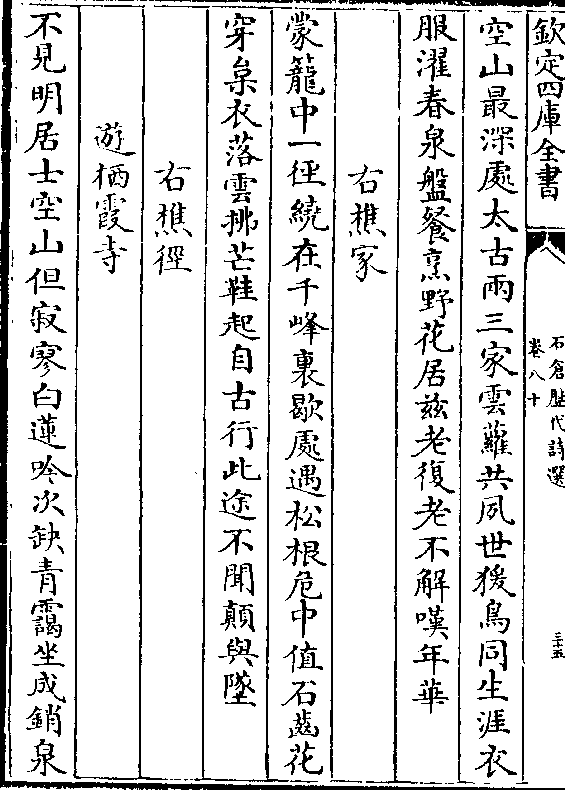 欽定四庫全書
石倉歷代詩選
卷八十
三十五
空山最深處太古兩三家雲蘿共夙世猨鳥同生涯衣
服濯春泉盤餐烹野花居兹老復老不解嘆年華
右樵家
蒙籠中一徑繞在千峰裏歇處遇松根危中值石齒花
穿枲衣落雲拂芒鞋起自古行此途不聞顛與墜
右樵徑
遊栖霞寺
不見明居士空山但寂寥白蓮吟次缺青靄坐成銷泉